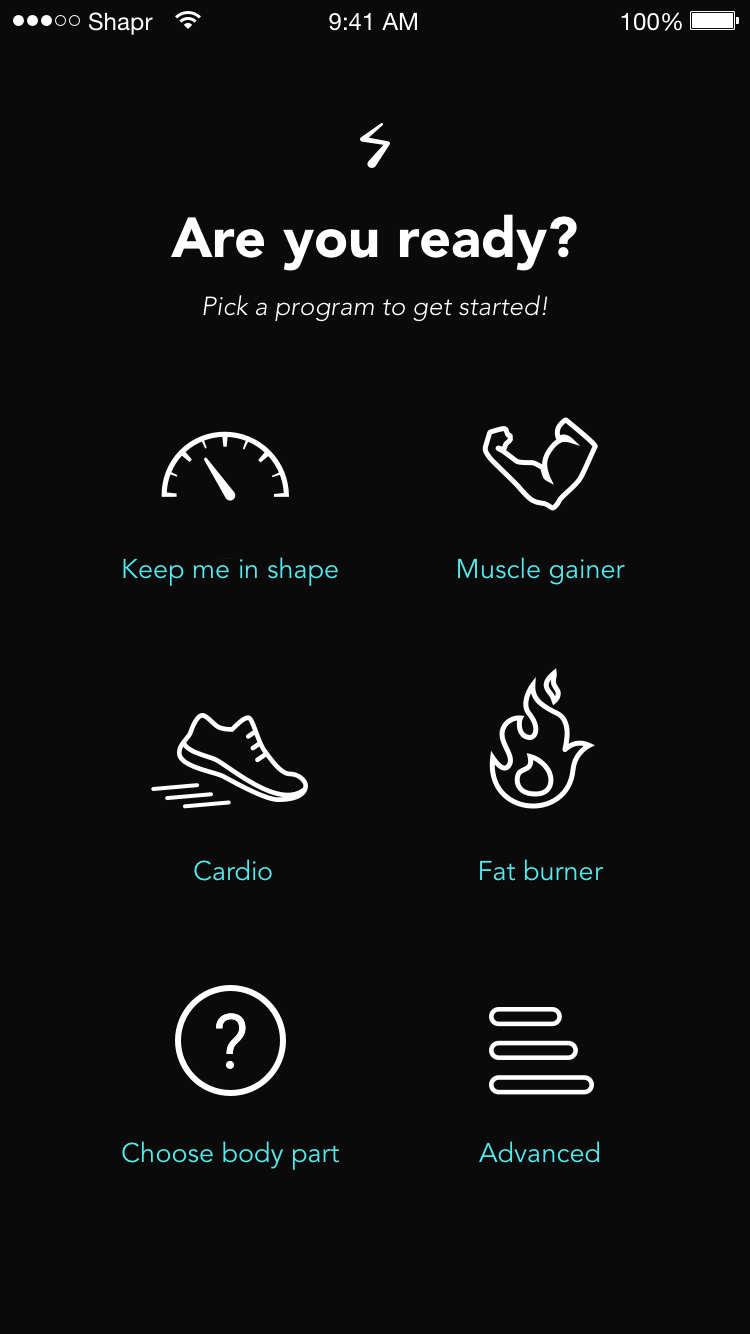 Shapr 9:41 AM 100%
Are you ready?
Pick a program to get started!
Keep me in shape Muscle gainer
Cardio Fat burner
?
Choose body part Advanced